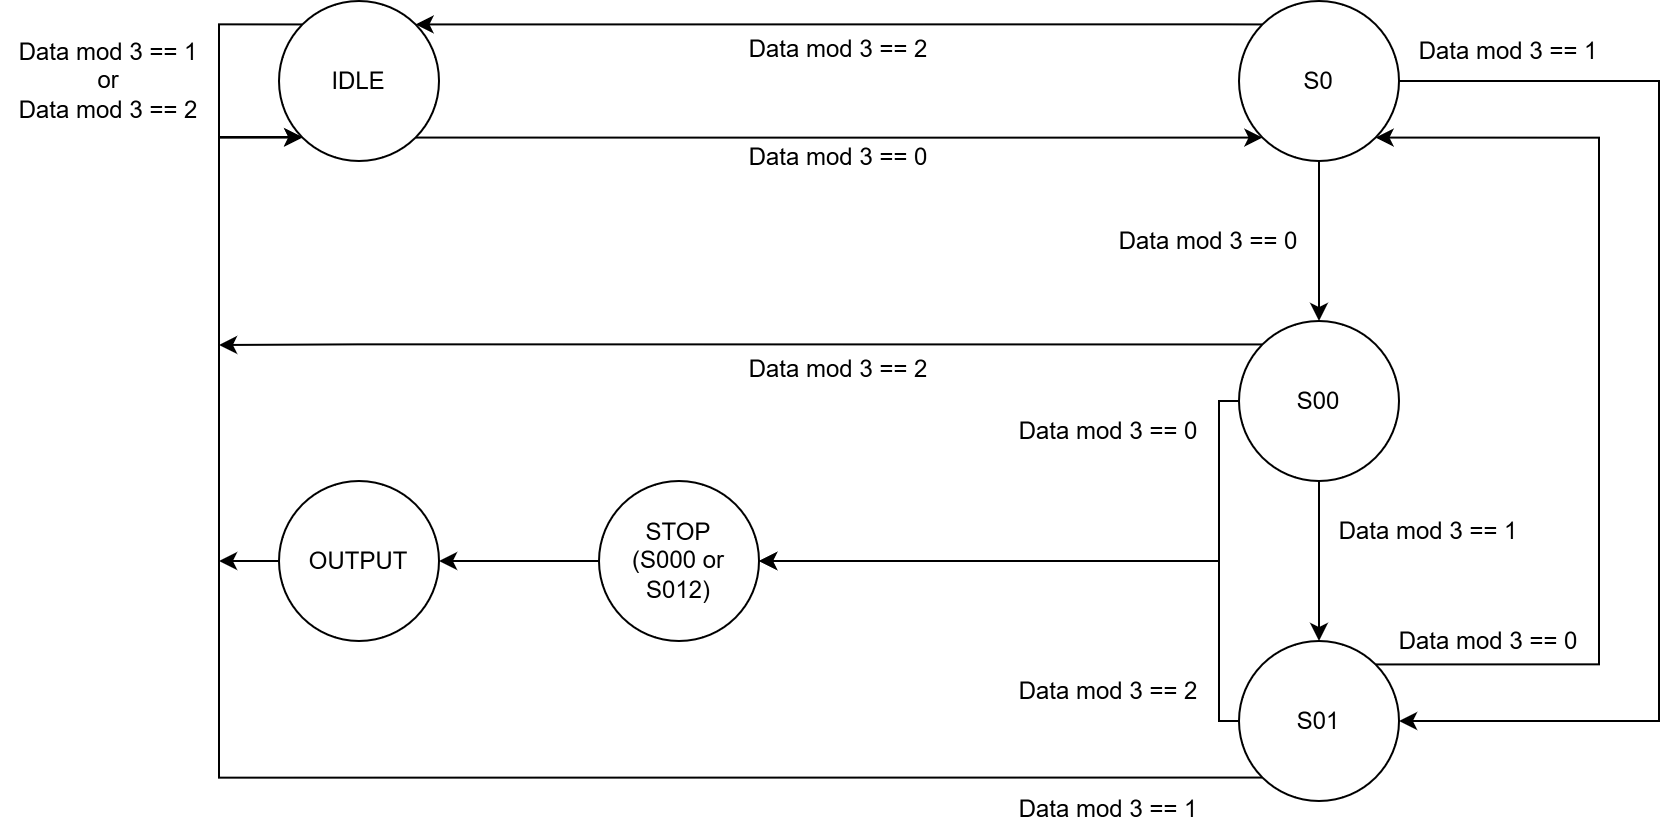 Data mod 3 == 1
or
Data mod 3 == 2
IDLE
Data mod 3 == 2
Data mod 3 == 0
S0
Data mod 3 == 1
Data mod 3 == 0
Data mod 3 == 2
S00
Data mod 3 == 0
Data mod 3 == 1
OUTPUT
STOP
(S000 or
S012)
Data mod 3 == 0
Data mod 3 == 2
S01
Data mod 3 == 1